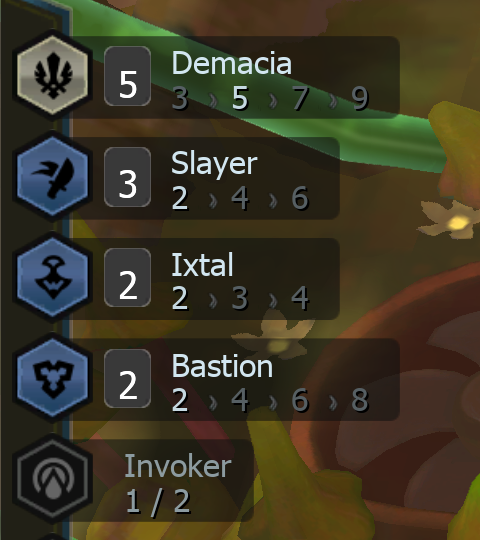 5 Demacia
3 › 5 › 7 › 9
3 Slayer
2 › 4 › 6
2 Ixtal
2 › 3 › 4
2 Bastion
2 › 4 › 6 › 8
Invoker
1 / 2